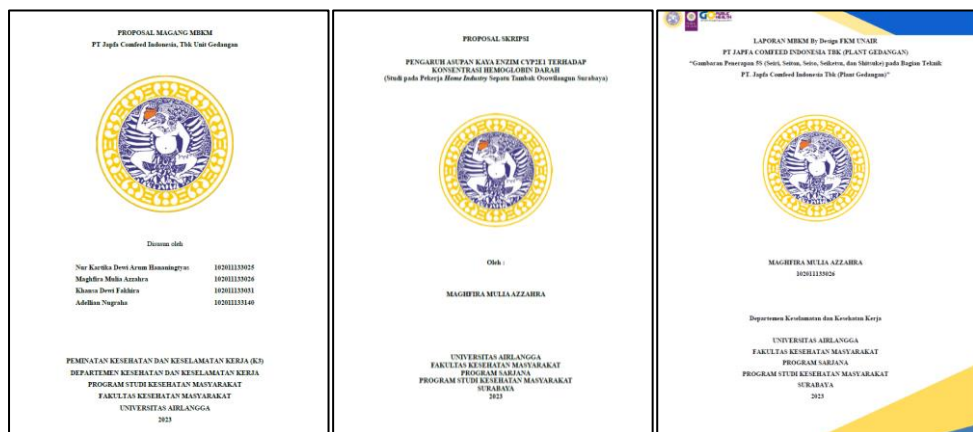 PROPOSAL MAGANG MBKM
PT Japfa Comfeed Indonesia, Tbk Unit Gedangan
Disusun oleh
Nur Kartika Dewi Arum Hanoningtyas 102011133025
Maghfira Mulia Azzahra 102011133026
Khansa Dewi Fakhira 102011133031
Adellian Nugraha 102011133140
PEMINATAN KESEHATAN DAN KESELAMATAN KERJA (K3)
DEPARTEMEN KESEHATAN DAN KESELAMATAN KERJA
PROGRAM STUDI KESEHATAN MASYARAKAT
FAKULTAS KESEHATAN MASYARAKAT
UNIVERSITAS AIRLANGGA
2023
PROPOSAL SKRIPSI
PENGARUH ASUPAN KAYA ENZIM CYP2E1 TERHADAP
KONSENTRASI HEMOGLOBIN DARAH
(Studi pada Pekerja Home Industry Sepatu Tambak Osowilangun Surabaya)
Oleh :
MAGHFIRA MULIA AZZAHRA
UNIVERSITAS AIRLANGGA
FAKULTAS KESEHATAN MASYARAKAT
PROGRAM SARJANA
PROGRAM STUDI KESEHATAN MASYARAKAT
SURABAYA
2023
PUBLIC
HEALTH
LAPORAN MBKM By Design FKM UNAIR
PT JAPFA COMFEED INDONESIA TBK (PLANT GEDANGAN)
“Gambaran Penerapan 5S (Seiri, Seiton, Seiso, Seiketsu, dan Shitsuke) pada Bagian Teknik
PT. Japfa Comfeed Indonesia Tbk (Plant Gedangan)”
MAGHFIRA MULIA AZZAHRA
102011133026
Departemen Keselamatan dan Kesehatan Kerja
UNIVERSITAS AIRLANGGA
FAKULTAS KESEHATAN MASYARAKAT
PROGRAM SARJANA
PROGRAM STUDI KESEHATAN MASYARAKAT
SURABAYA
2023